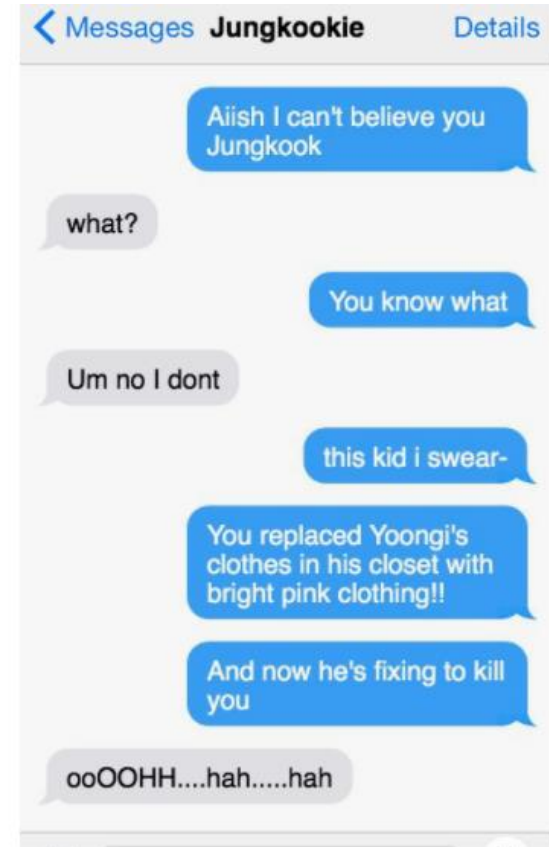 Messages Jungkookie Details
Aiish I can't believe you
Jungkook
what?
You know what
Um no I dont
this kid i swear-
You replaced Yoongi's
clothes in his closet with
bright pink clothing!!
And now he's fixing to kill
you
ooOOHH....hah.....hah